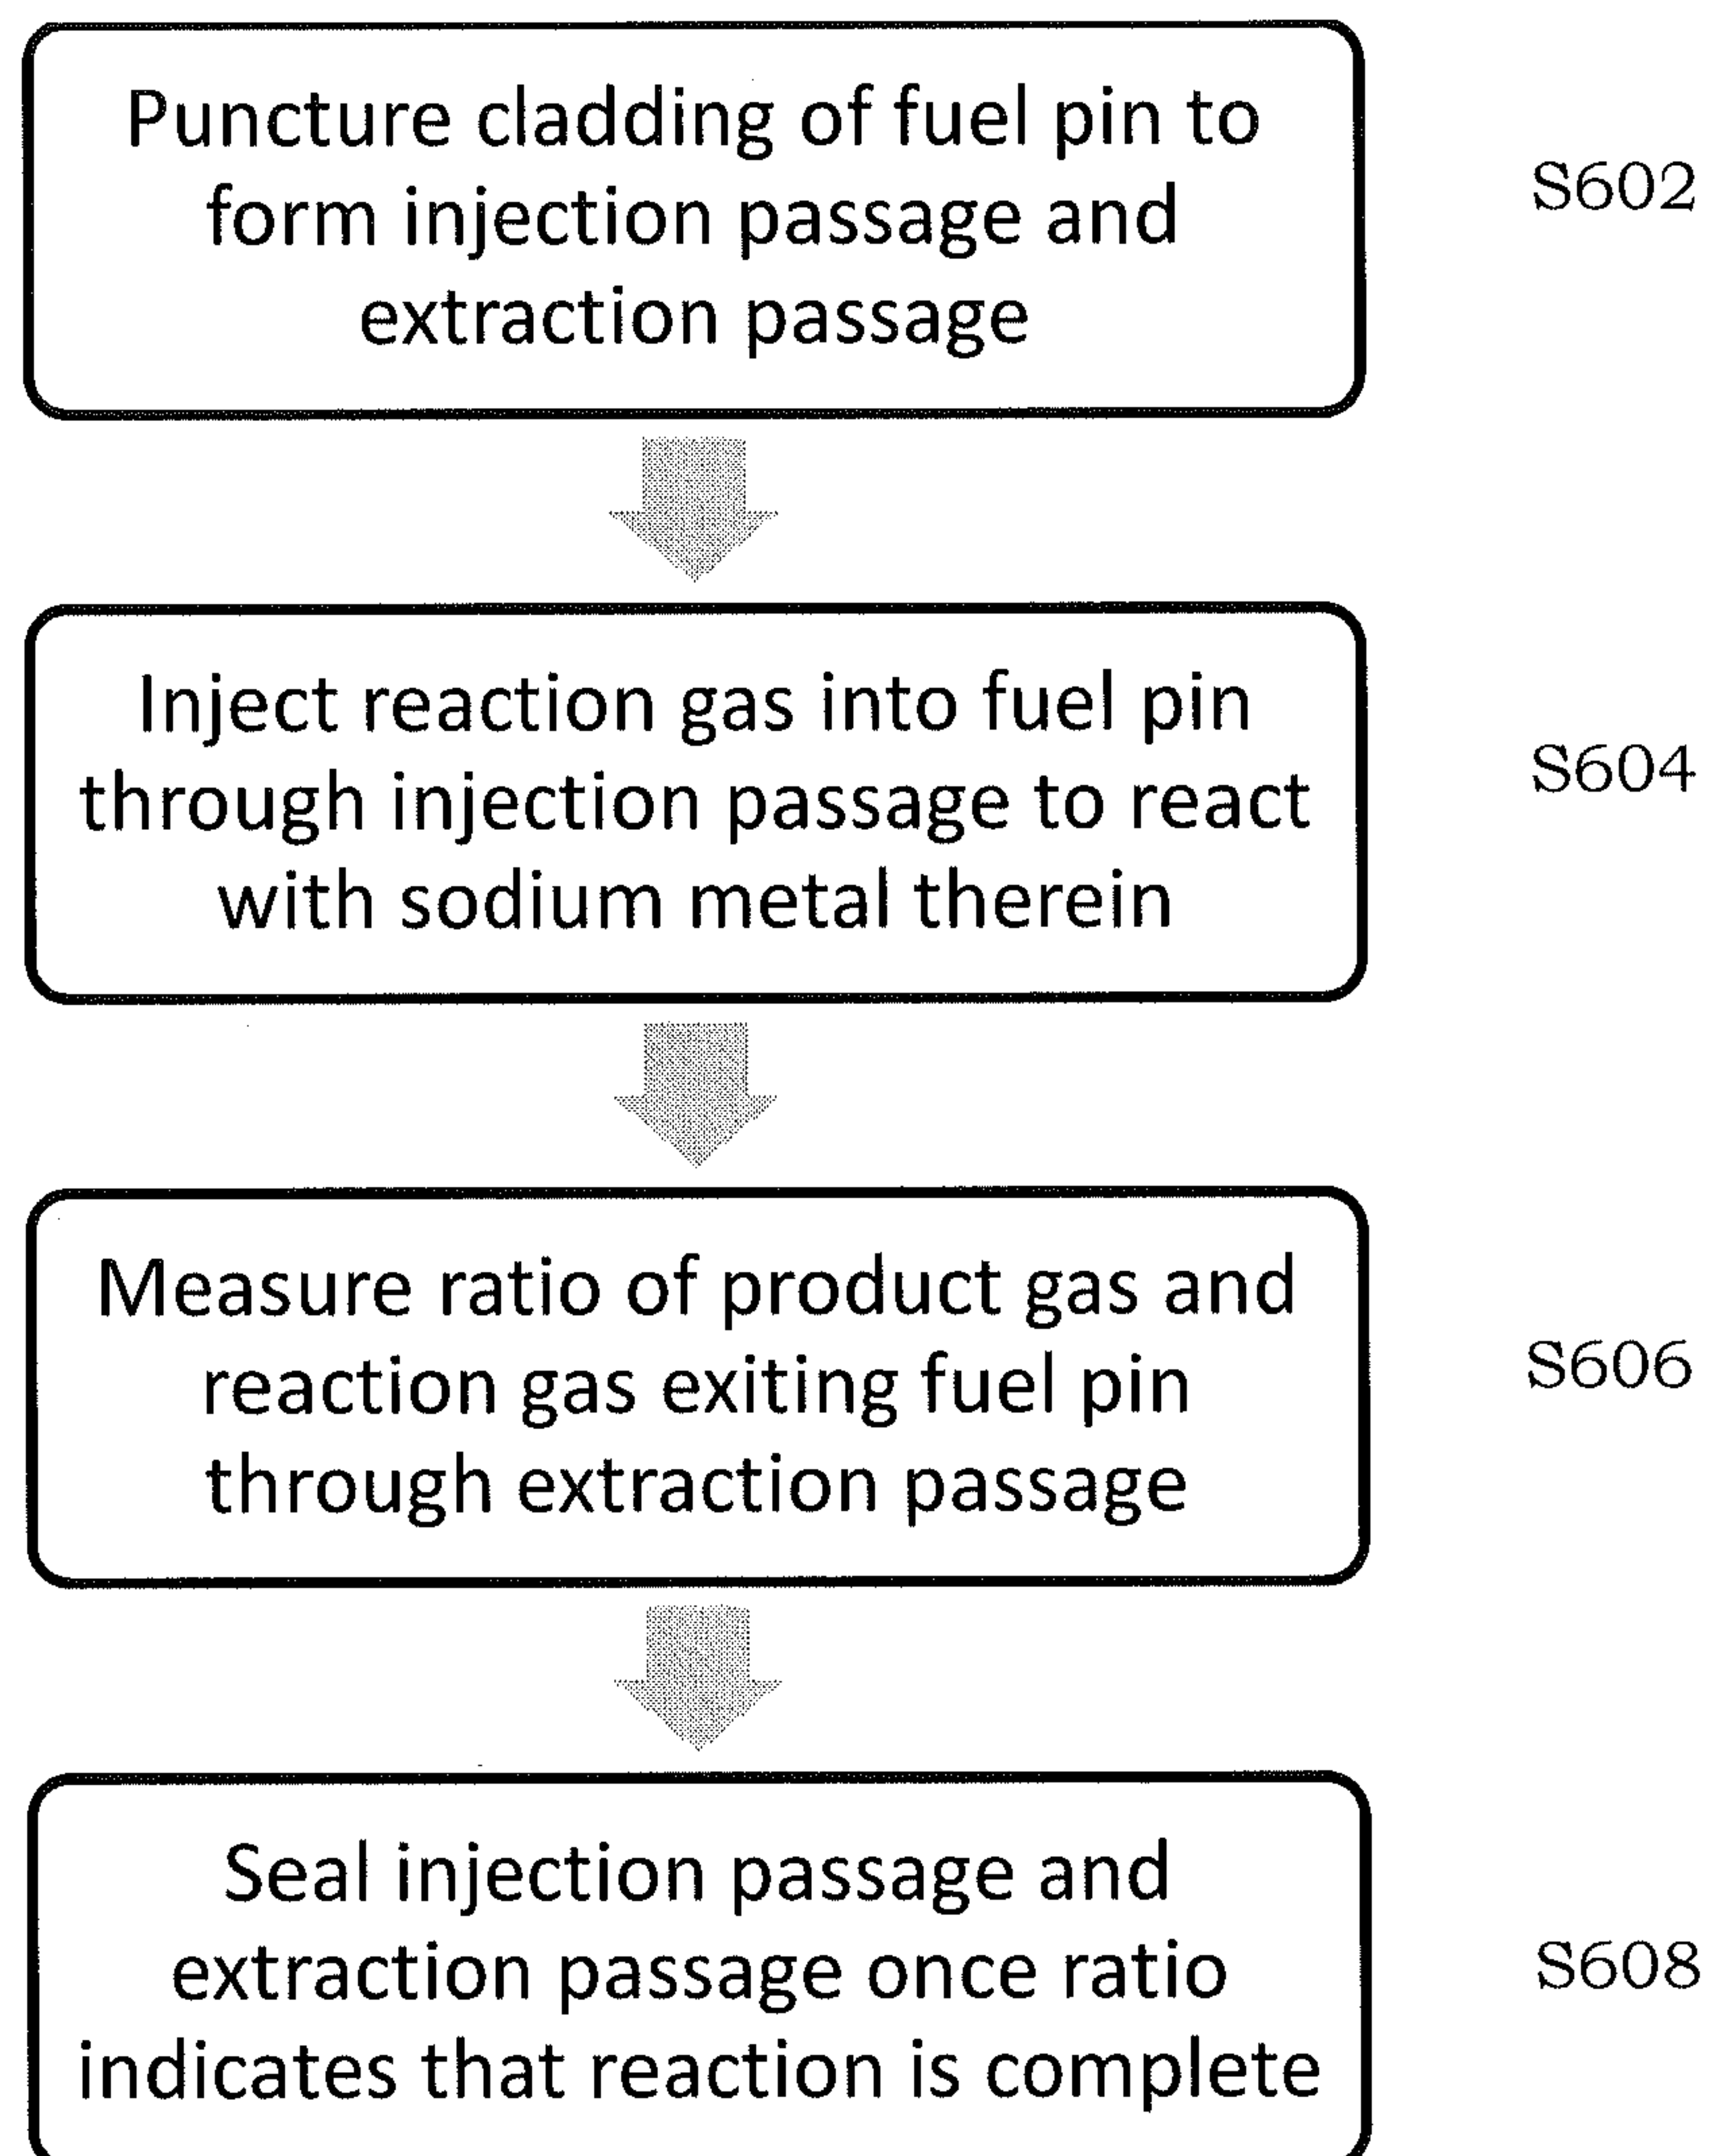 Puncture cladding of fuel pin to
form injection passage and
extraction passage
S602
Inject reaction gas into fuel pin
through injection passage to react
with sodium metal therein
S604
Measure ratio of product gas and
reaction gas exiting fuel pin
through extraction passage
S606
Seal injection passage and
extraction passage once ratio
indicates that reaction is complete
S608